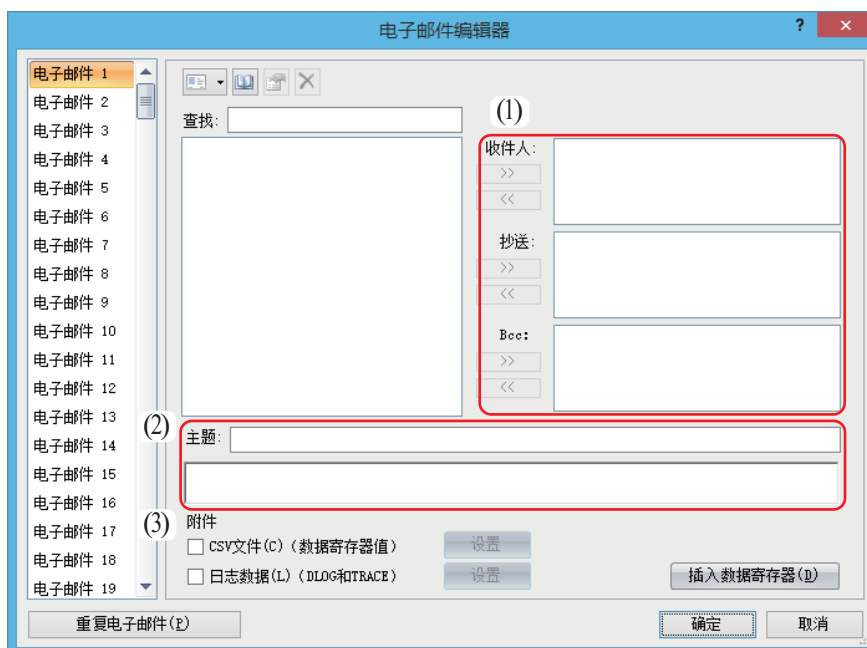 电子邮件编辑器
?
×
电子邮件 1
电子邮件 2
电子邮件 3
电子邮件 4
电子邮件 5
电子邮件 6
电子邮件 7
电子邮件 8
电子邮件 9
电子邮件 10
电子邮件 11
电子邮件 12
电子邮件 13
电子邮件 14
电子邮件 15
电子邮件 16
电子邮件 17
电子邮件 18
电子邮件 19
查找:
(1)
收件人:
>>
<<
抄送:
>>
<<
Bcc:
>>
<<
(2)
主题:
(3)
附件
CSV文件(C)(数据寄存器值) 设置
日志数据(L)(DLOG和TRACE) 设置
插入数据寄存器(D)
重复电子邮件(P) 确定 取消